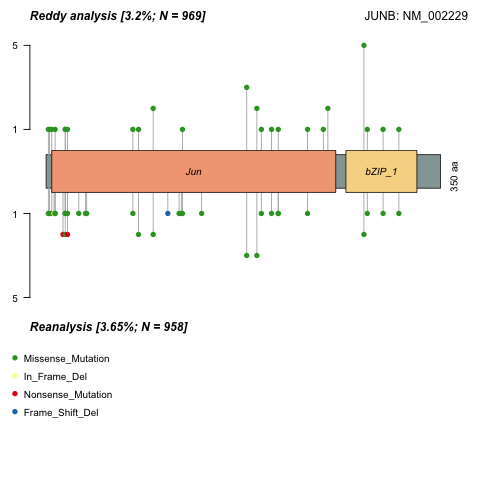 Reddy analysis [3.2%; N = 969]
JUNB: NM_002229
5
1
Jun
bZIP_1
350 aa
1
5
Reanalysis [3.65%; N = 958]
Missense_Mutation
In_Frame_Del
Nonsense_Mutation
Frame_Shift_Del